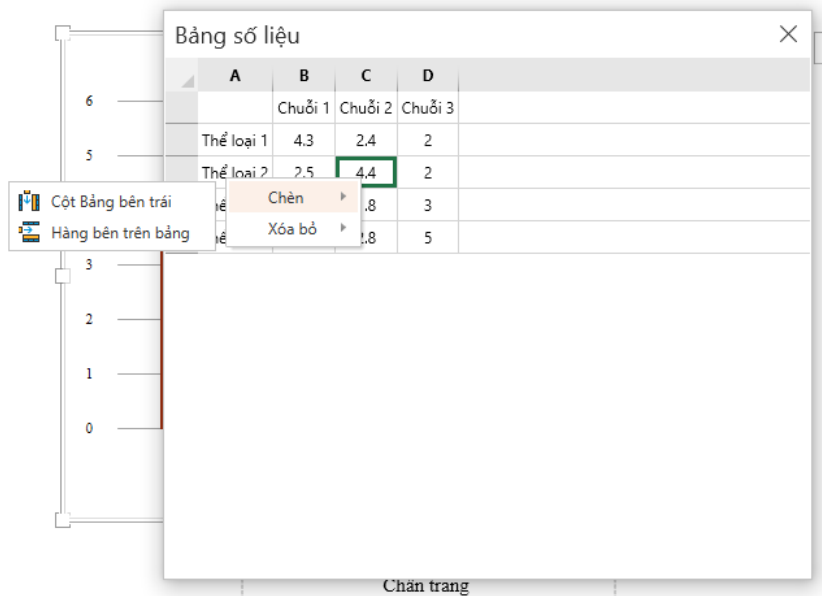 Bảng số liệu
A B C D
Chuỗi 1 Chuỗi 2 Chuỗi 3
Thể loại 1 4.3 2.4 2
Thể loại 2 2.5 4.4 2
.8 3
.8 5
Chèn
Xóa bỏ
Cột Bảng bên trái
Hàng bên trên bảng
6
5
3
2
1
0
Chân trang